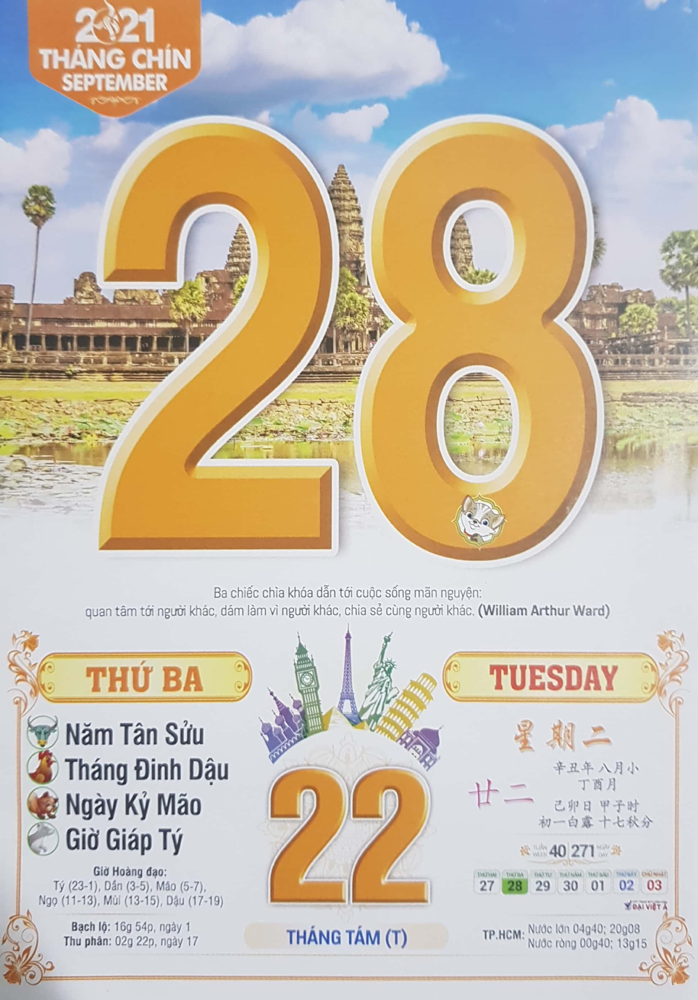 2021
THÁNG CHÍN
SEPTEMBER
28
Ba chiếc chìa khóa dẫn tới cuộc sống mãn nguyện:
quan tâm tới người khác, dám làm vì người khác, chia sẻ cùng người khác. (William Arthur Ward)
THỨ BA
Năm Tân Sửu
Tháng Đinh Dậu
Ngày Kỷ Mão
Giờ Giáp Tý
Giờ Hoàng đạo:
Tý (23-1), Dần (3-5), Mão (5-7),
Ngọ (11-13), Mùi (13-15), Dậu (17-19)
Bạch lộ: 16g 54p, ngày 1
Thu phân: 02g 22p, ngày 17
22
THÁNG TÁM (T)
TUESDAY
星期二
廿二
辛丑年 八月小
丁酉月
己卯日 甲子时
初一白露 十七秋分
TUẦN WEEK 40 271 NGÀY DAY
THỨ HAI THỨ BA THỨ TƯ THỨ NĂM THỨ SÁU THỨ BẢY CHỦ NHẬT
27 28 29 30 01 02 03
ĐẠI VIỆT Á
TP.HCM: Nước lớn 04g40; 20g08
Nước ròng 00g40; 13g15